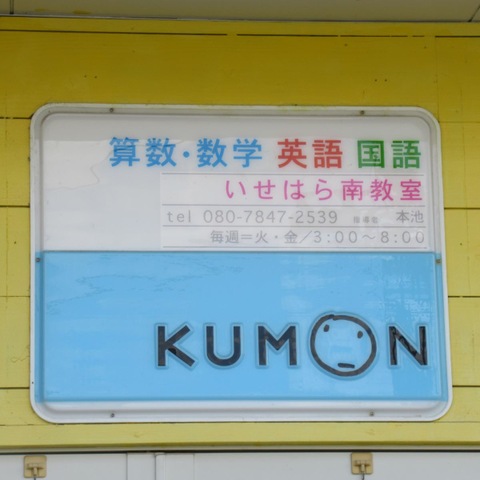 算数・数学 英語 国語
いせはら南教室
tel 080-7847-2539 指導者 本池
毎週=火・金/3:00～8:00
KUMON